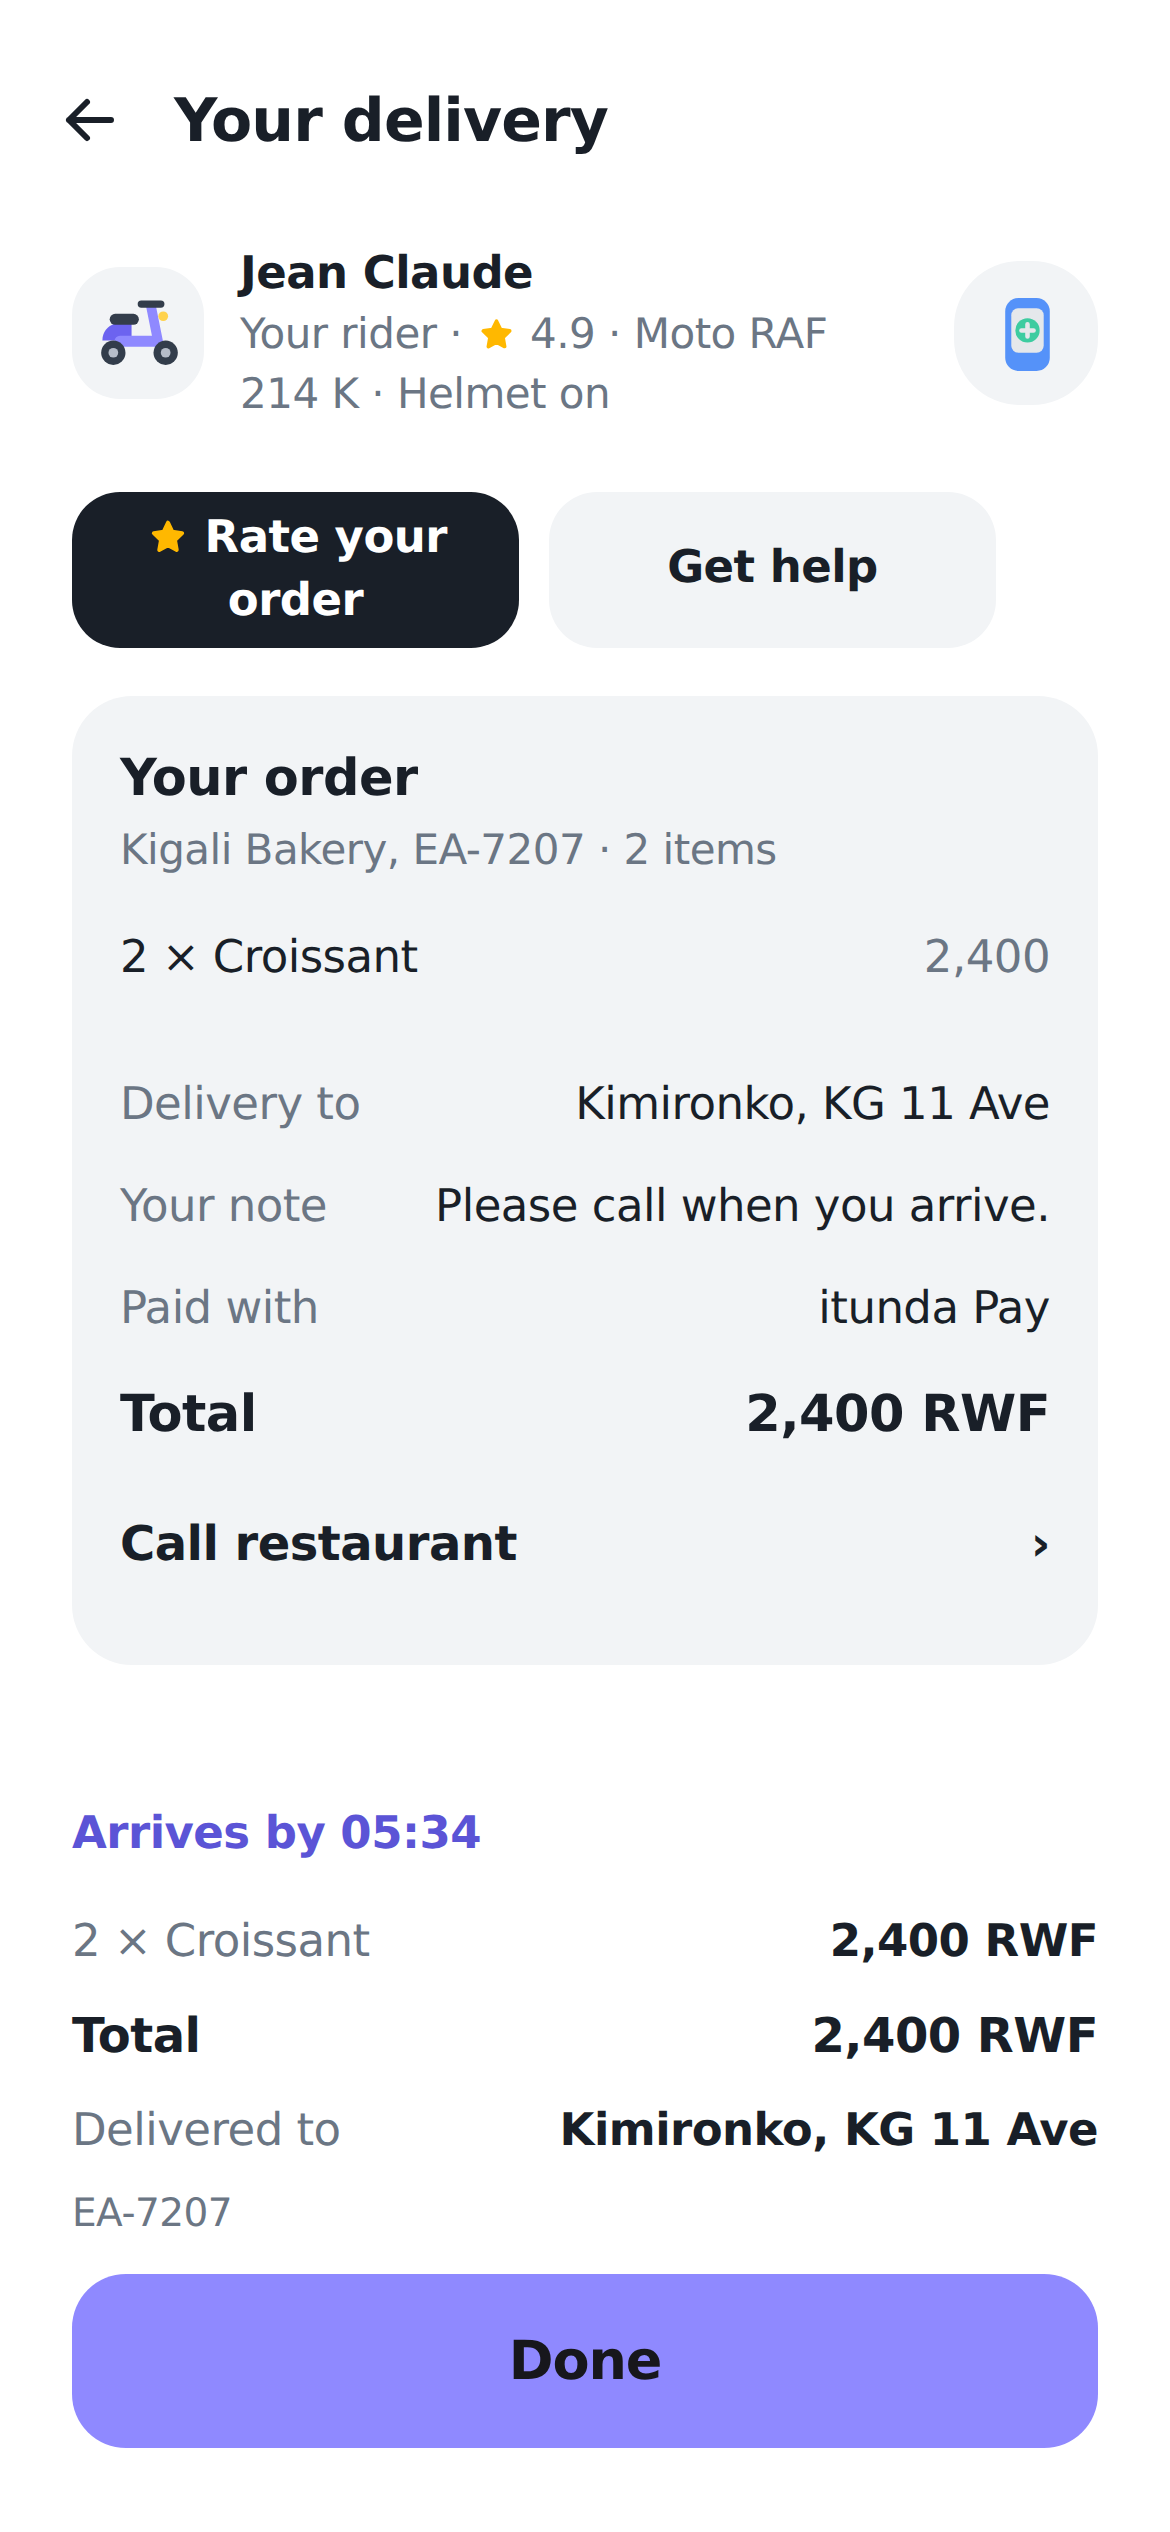 Your delivery
Jean Claude
Your rider · ⭐ 4.9 · Moto RAF
214 K · Helmet on
⭐ Rate your
order
Get help
Your order
Kigali Bakery, EA-7207 · 2 items
2 × Croissant 2,400
Delivery to Kimironko, KG 11 Ave
Your note Please call when you arrive.
Paid with itunda Pay
Total 2,400 RWF
Call restaurant ›
Arrives by 05:34
2 × Croissant 2,400 RWF
Total 2,400 RWF
Delivered to Kimironko, KG 11 Ave
EA-7207
Done